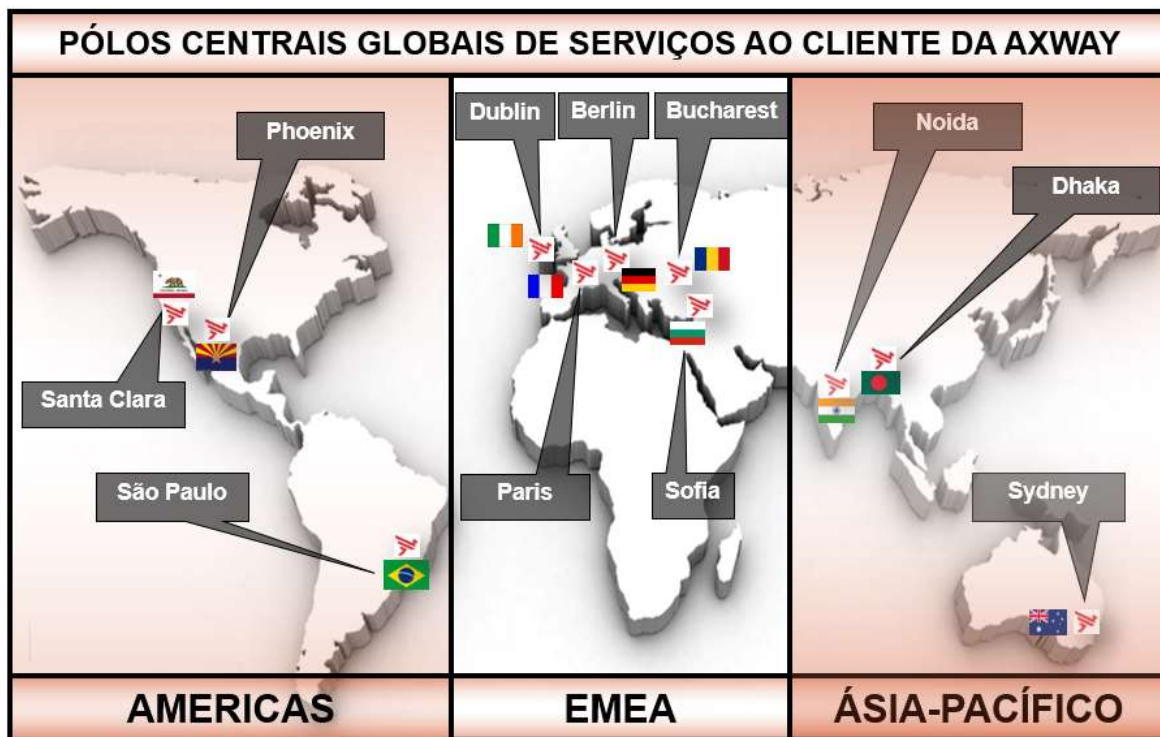 PÓLOS CENTRAIS GLOBAIS DE SERVIÇOS AO CLIENTE DA AXWAY
Phoenix
Santa Clara
São Paulo
AMERICAS
Dublin
Berlin
Bucharest
Paris
Sofia
EMEA
Noida
Dhaka
Sydney
ÁSIA-PACÍFICO